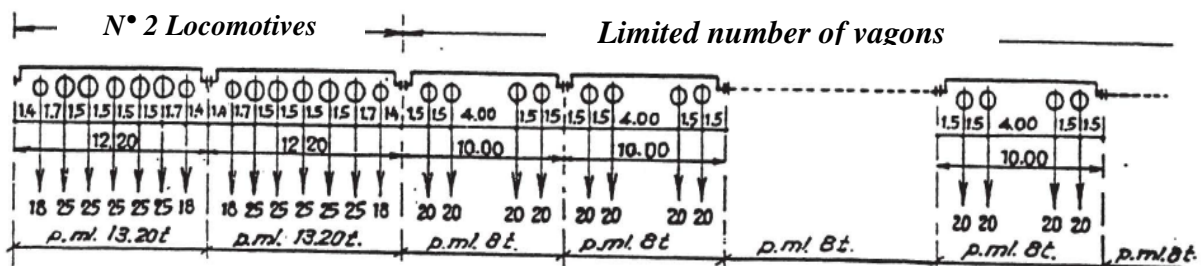 N° 2 Locomotives Limited number of vagons
1.4 1.7 1.5 1.5 1.5 1.5 1.7 1.4 1.4 1.7 1.5 1.5 1.5 1.5 1.7 14 1.5 1.5 4.00 1.5 15 1.5 1.5 4.00 1.5 1.5 1.5 1.5 4.00 1.5 1.5
12.20 12.20 10.00 10.00 10.00
18 25 25 25 25 25 18 18 25 25 25 25 25 18 20 20 20 20 20 20 20 20 20 20 20 20
p.ml. 13.20t p.ml. 13.20t. p.ml. 8t. p.ml. 8t p.ml. 8t. p.ml. 8t. p.ml. 8t.